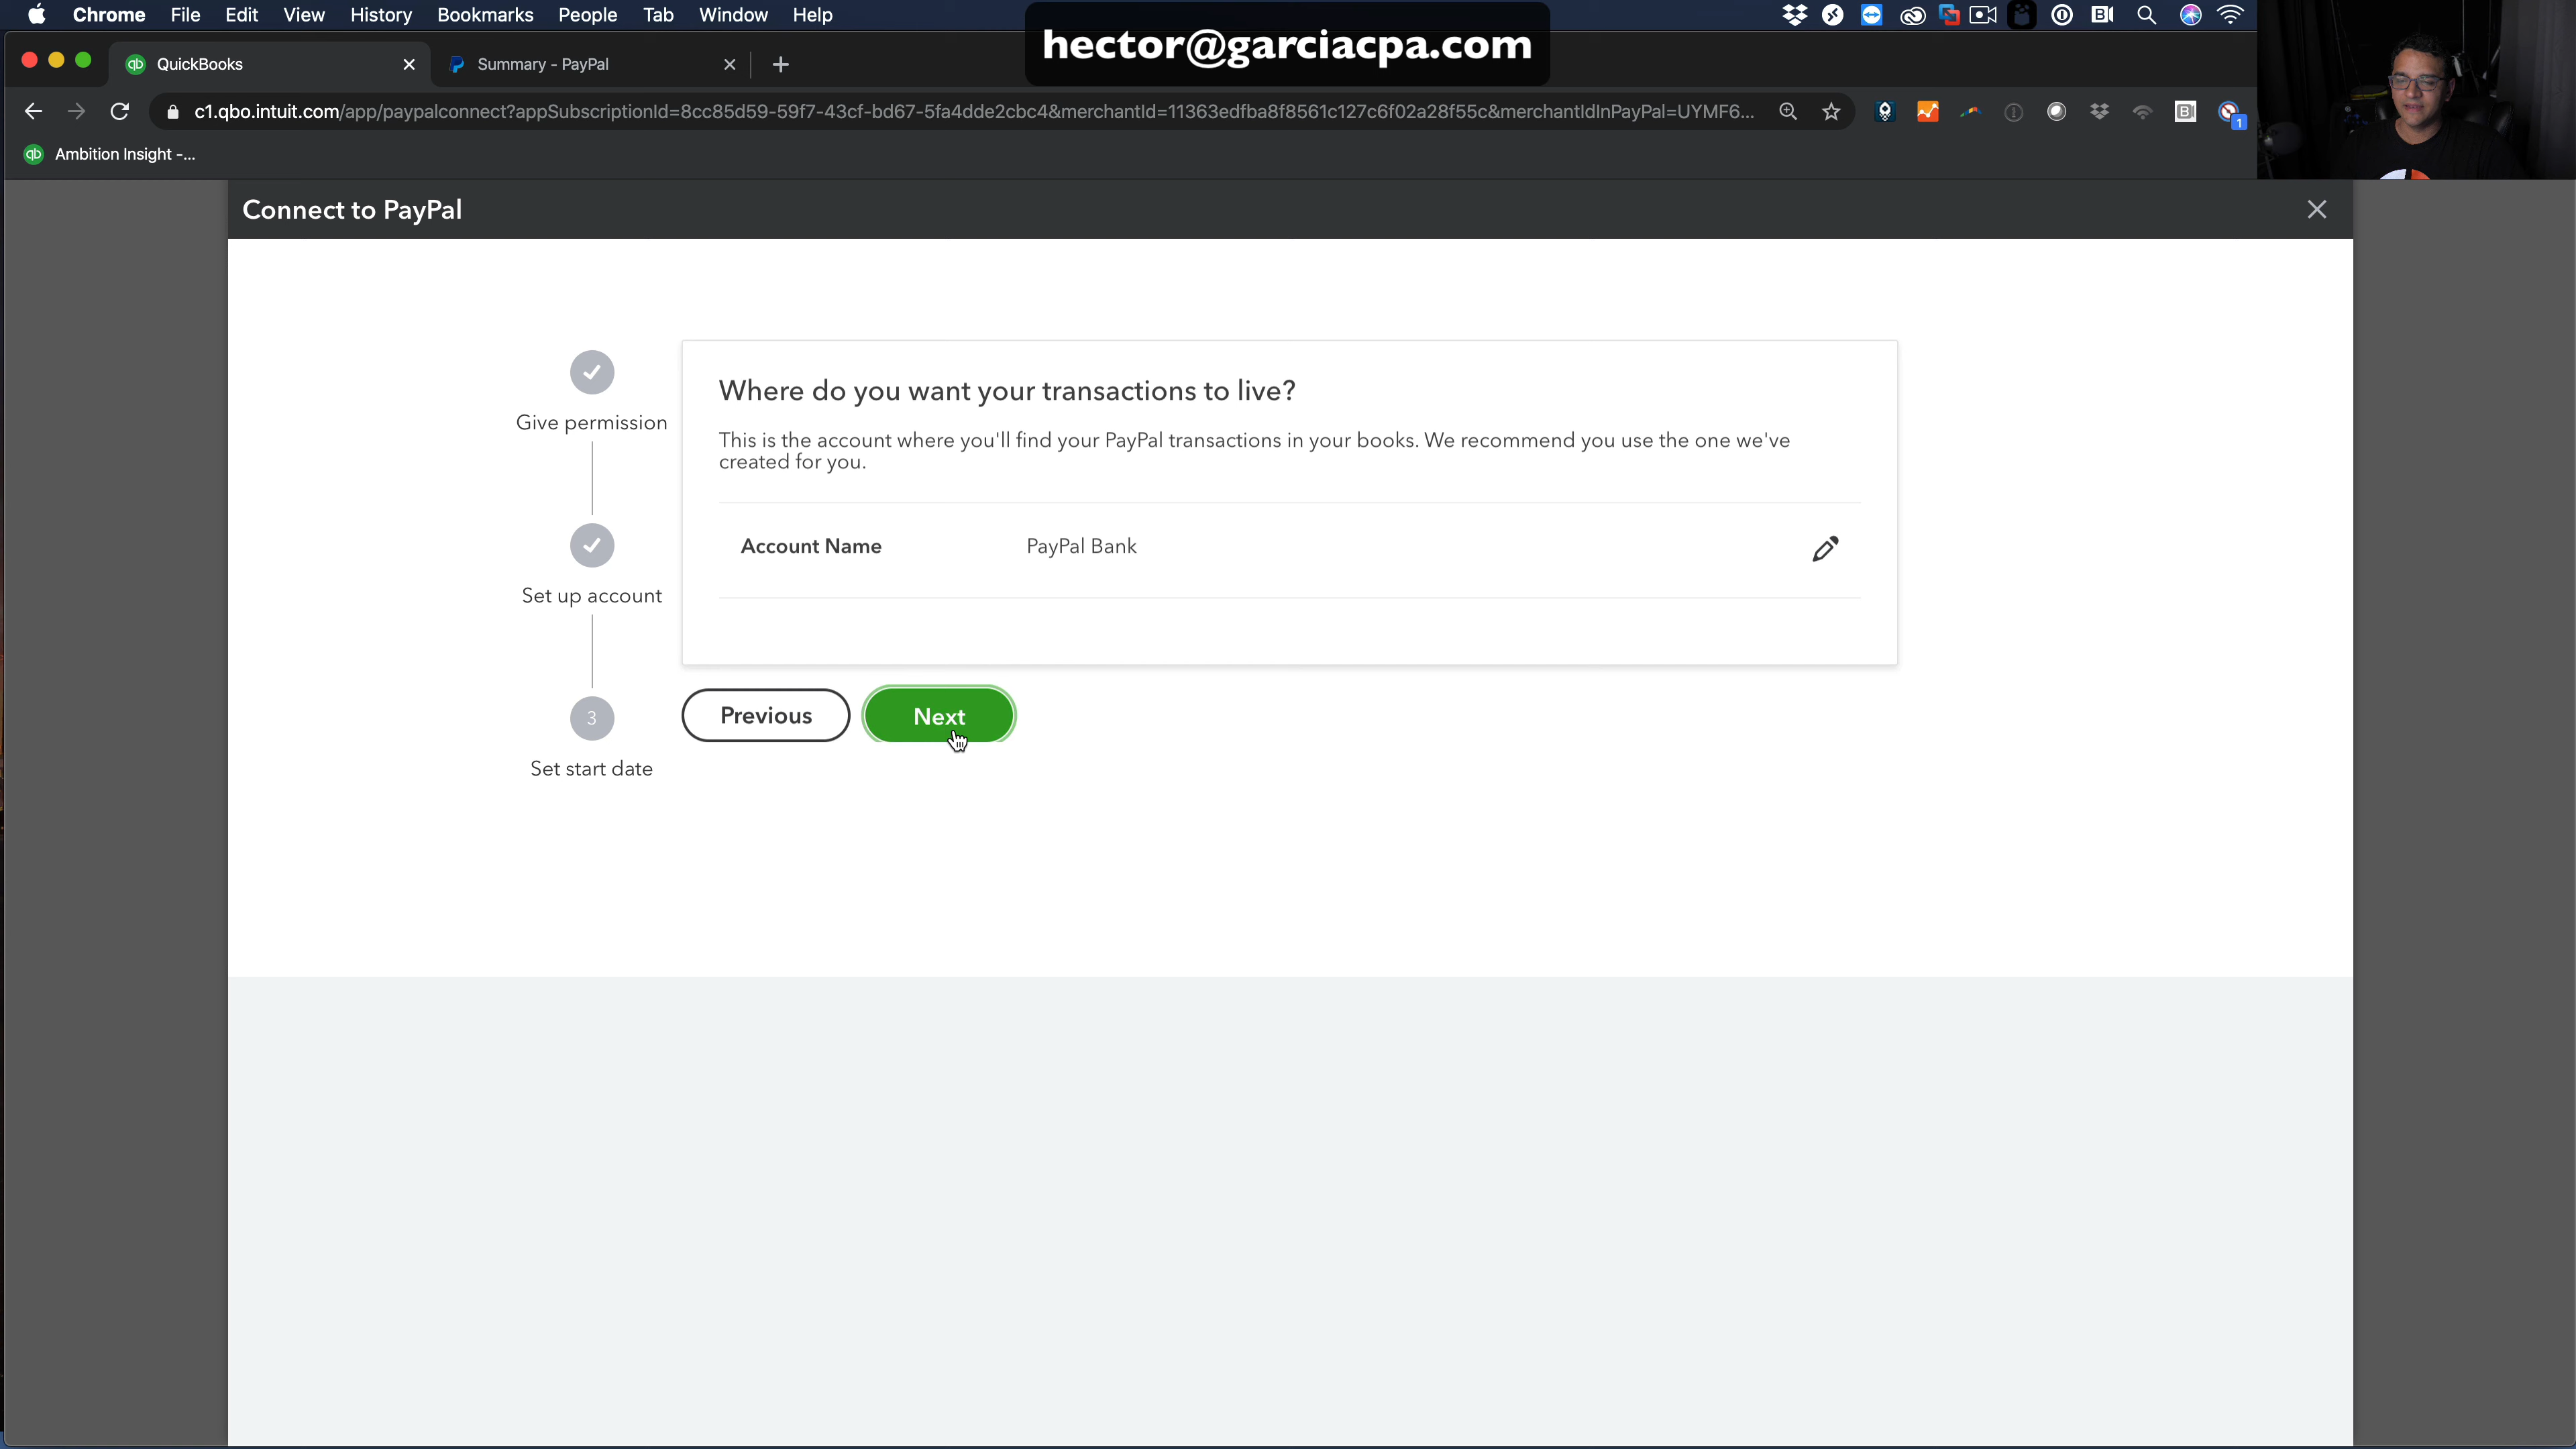 Chrome File Edit View History Bookmarks People Tab Window Help
hector@garciacpa.com
QuickBooks
Summary - PayPal
c1.qbo.intuit.com/app/paypalconnect?appSubscriptionId=8cc85d59-59f7-43cf-bd67-5fa4dde2cbc4&merchantId=11363edfba8f8561c127c6f02a28f55c&merchantIdInPayPal=UYMF6...
1
Ambition Insight -...
Connect to PayPal
Give permission
Set up account
3
Set start date
Where do you want your transactions to live?
This is the account where you'll find your PayPal transactions in your books. We recommend you use the one we've
created for you.
Account Name PayPal Bank
Previous Next